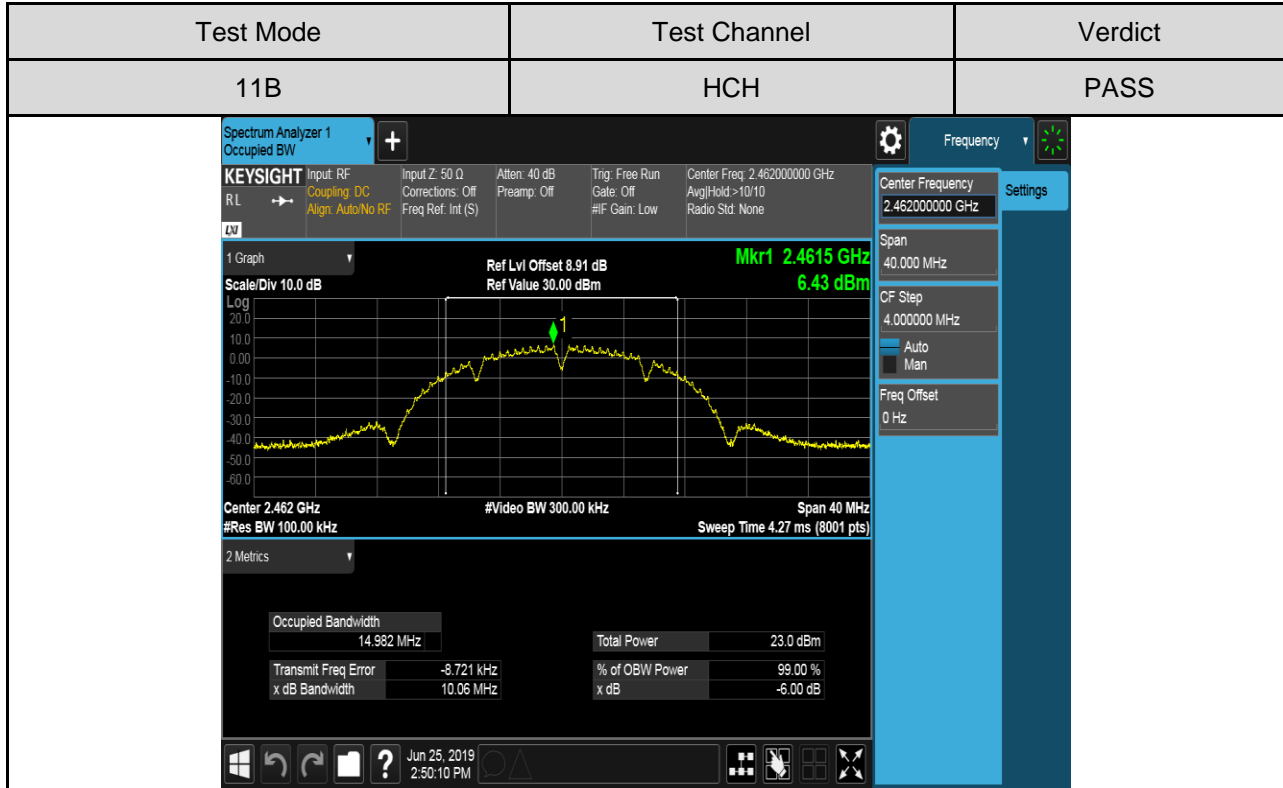 Test Mode Test Channel Verdict
11B HCH PASS
Spectrum Analyzer 1
Occupied BW
+
Frequency
KEYSIGHT
RL
LXI
Input: RF
Coupling: DC
Align: Auto/No RF
Input Z: 50 Ω
Corrections: Off
Freq Ref: Int (S)
Atten: 40 dB
Preamp: Off
Trig: Free Run
Gate: Off
#IF Gain: Low
Center Freq: 2.462000000 GHz
Avg|Hold:>10/10
Radio Std: None
Center Frequency
2.462000000 GHz
Settings
Span
40.000 MHz
CF Step
4.000000 MHz
Auto
Man
Freq Offset
0 Hz
1 Graph
Scale/Div 10.0 dB
Ref Lvl Offset 8.91 dB
Ref Value 30.00 dBm
Mkr1 2.4615 GHz
6.43 dBm
Log
20.0
10.0
0.00
-10.0
-20.0
-30.0
-40.0
-50.0
-60.0
1
Center 2.462 GHz
#Res BW 100.00 kHz
#Video BW 300.00 kHz
Span 40 MHz
Sweep Time 4.27 ms (8001 pts)
2 Metrics
Occupied Bandwidth
14.982 MHz
Total Power 23.0 dBm
Transmit Freq Error -8.721 kHz
% of OBW Power 99.00 %
x dB Bandwidth 10.06 MHz
x dB -6.00 dB
?
Jun 25, 2019
2:50:10 PM